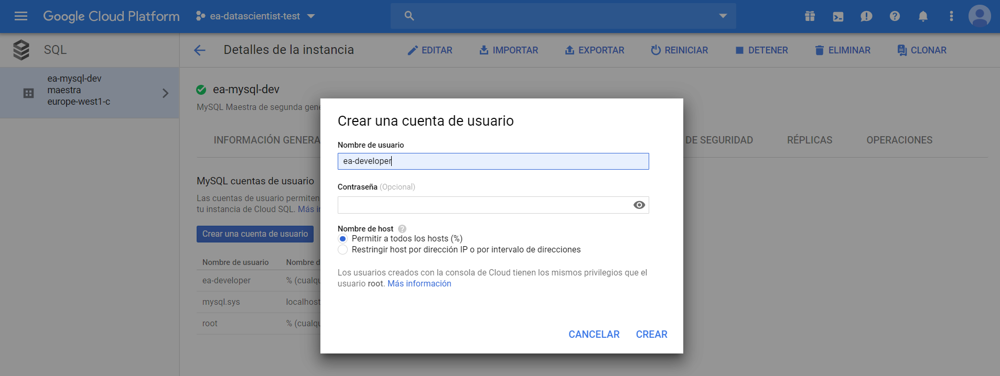 Google Cloud Platform
ea-datascientist-test
SQL
Detalles de la instancia
EDITAR
IMPORTAR
EXPORTAR
REINICIAR
DETENER
ELIMINAR
CLONAR
ea-mysql-dev
maestra
europe-west1-c
ea-mysql-dev
MySQL Maestra de segunda gene
INFORMACIÓN GENERA
DE SEGURIDAD
RÉPLICAS
OPERACIONES
MySQL cuentas de usuario
Las cuentas de usuario permiten
tu instancia de Cloud SQL. Más in
Crear una cuenta de usuario
Nombre de usuario Nombre d
ea-developer % (cualqu
mysql.sys localhost
root % (cualqu
Crear una cuenta de usuario
Nombre de usuario
ea-developer
Contraseña (Opcional)
Nombre de host ?
Permitir a todos los hosts (%)
Restringir host por dirección IP o por intervalo de direcciones
Los usuarios creados con la consola de Cloud tienen los mismos privilegios que el
usuario root. Más información
CANCELAR
CREAR